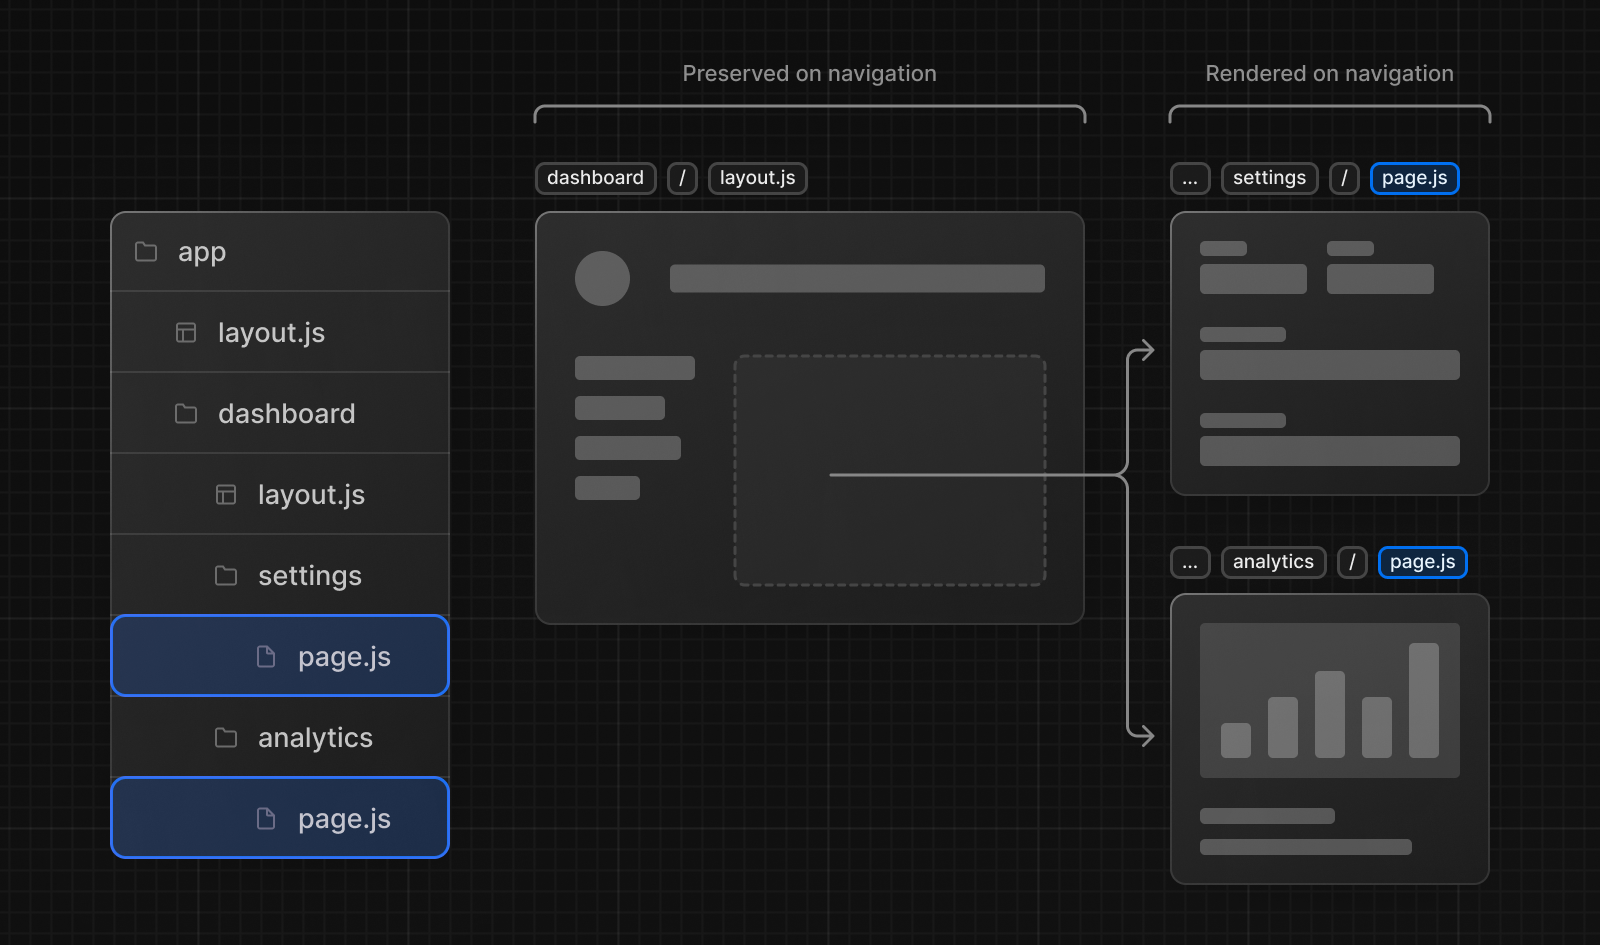 Preserved on navigation
Rendered on navigation
dashboard / layout.js
... settings / page.js
app
layout.js
dashboard
layout.js
settings
page.js
analytics
page.js
... analytics / page.js